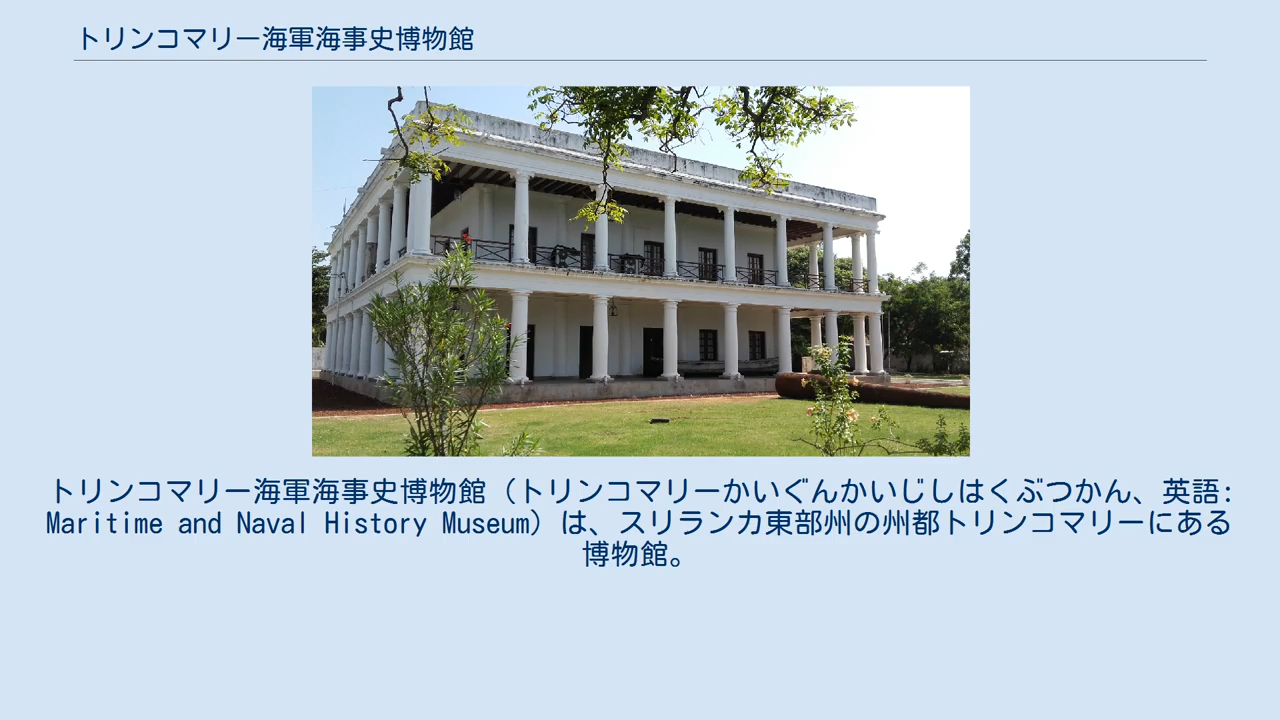 トリンコマリー海軍海事史博物館
トリンコマリー海軍海事史博物館（トリンコマリーかいぐんかいじしはくぶつかん、英語:
Maritime and Naval History Museum）は、スリランカ東部州の州都トリンコマリーにある
博物館。